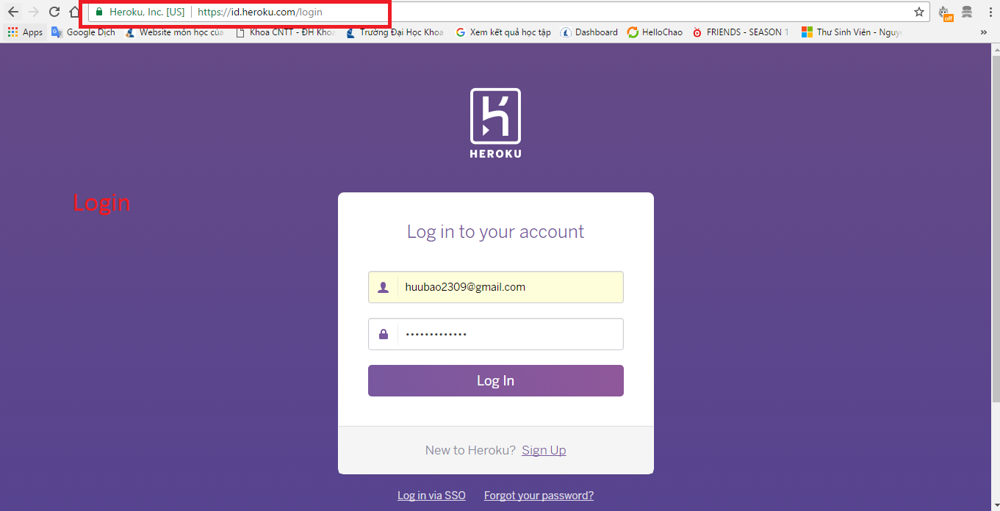 Heroku, Inc. [US] https://id.heroku.com/login
off
Apps Google Dịch Website môn học của Khoa CNTT - ĐH Khoa Trường Đại Học Khoa Xem kết quả học tập Dashboard HelloChao FRIENDS - SEASON 1 Thư Sinh Viên - Nguy
HEROKU
Login
Log in to your account
huubao2309@gmail.com
Log In
New to Heroku? Sign Up
Log in via SSO Forgot your password?